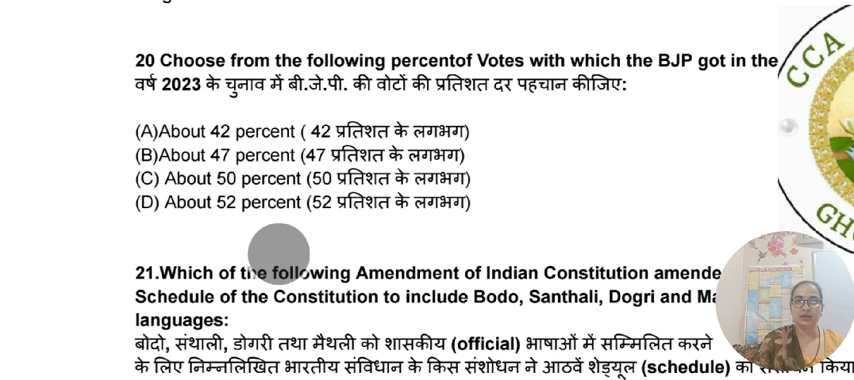 20 Choose from the following percentof Votes with which the BJP got in the
वर्ष 2023 के चुनाव में बी.जे.पी. की वोटों की प्रतिशत दर पहचान कीजिए:
(A)About 42 percent ( 42 प्रतिशत के लगभग)
(B)About 47 percent (47 प्रतिशत के लगभग)
(C) About 50 percent (50 प्रतिशत के लगभग)
(D) About 52 percent (52 प्रतिशत के लगभग)
21.Which of the following Amendment of Indian Constitution amende
Schedule of the Constitution to include Bodo, Santhali, Dogri and
languages:
बोदो, संथाली, डोगरी तथा मैथली को शासकीय (official) भाषाओं में सम्मिलित करने
के लिए निम्नलिखित भारतीय संविधान के किस संशोधन ने आठवें शेड्यूल (schedule) को किया
CCA